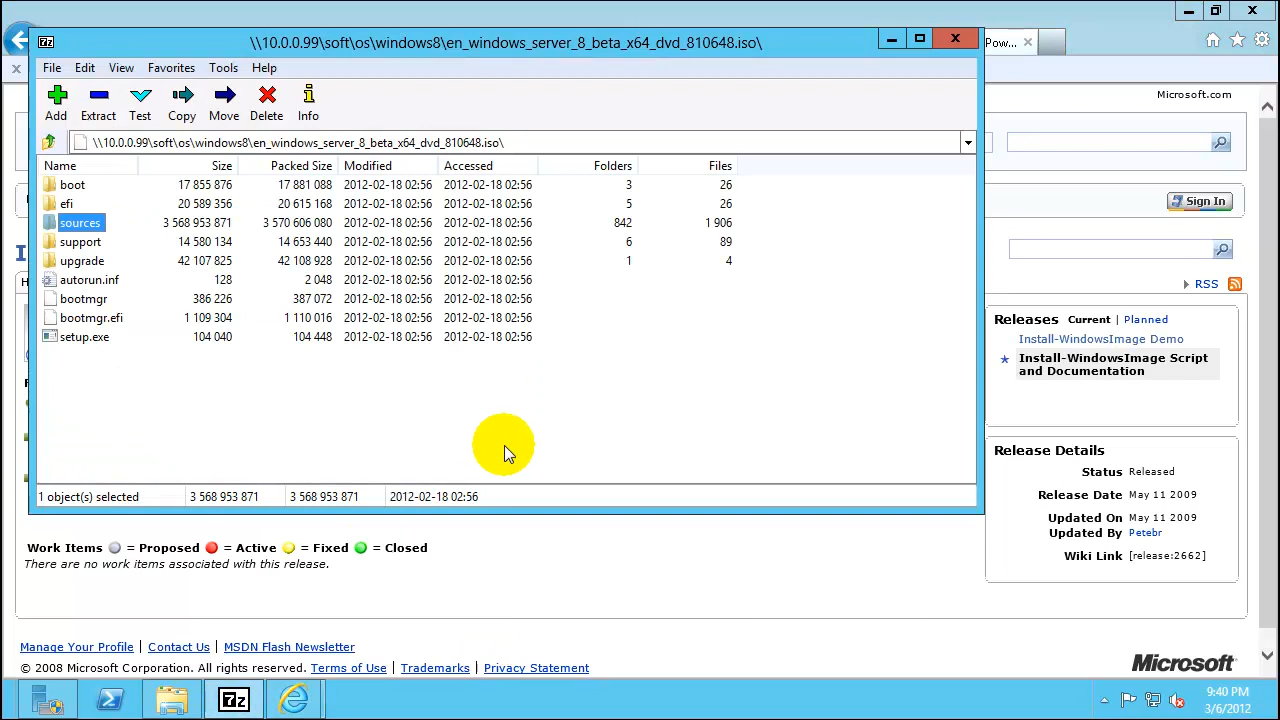 \\10.0.0.99\soft\os\windows8\en_windows_server_8_beta_x64_dvd_810648.iso\
Pow...
File Edit View Favorites Tools Help
Microsoft.com
Add Extract Test Copy Move Delete Info
\\10.0.0.99\soft\os\windows8\en_windows_server_8_beta_x64_dvd_810648.iso\
Name Size Packed Size Modified Accessed Folders Files
boot 17 855 876 17 881 088 2012-02-18 02:56 2012-02-18 02:56 3 26
efi 20 589 356 20 615 168 2012-02-18 02:56 2012-02-18 02:56 5 26
sources 3 568 953 871 3 570 606 080 2012-02-18 02:56 2012-02-18 02:56 842 1 906
support 14 580 134 14 653 440 2012-02-18 02:56 2012-02-18 02:56 6 89
upgrade 42 107 825 42 108 928 2012-02-18 02:56 2012-02-18 02:56 1 4
autorun.inf 128 2 048 2012-02-18 02:56 2012-02-18 02:56
bootmgr 386 226 387 072 2012-02-18 02:56 2012-02-18 02:56
bootmgr.efi 1 109 304 1 110 016 2012-02-18 02:56 2012-02-18 02:56
setup.exe 104 040 104 448 2012-02-18 02:56 2012-02-18 02:56
1 object(s) selected 3 568 953 871 3 568 953 871 2012-02-18 02:56
Sign In
RSS
Releases Current | Planned
Install-WindowsImage Demo
Install-WindowsImage Script
and Documentation
Release Details
Status Released
Release Date May 11 2009
Updated On May 11 2009
Updated By Petebr
Wiki Link [release:2662]
Work Items = Proposed = Active = Fixed = Closed
There are no work items associated with this release.
Manage Your Profile | Contact Us | MSDN Flash Newsletter
© 2008 Microsoft Corporation. All rights reserved. Terms of Use | Trademarks | Privacy Statement
Microsoft
7z
9:40 PM
3/6/2012